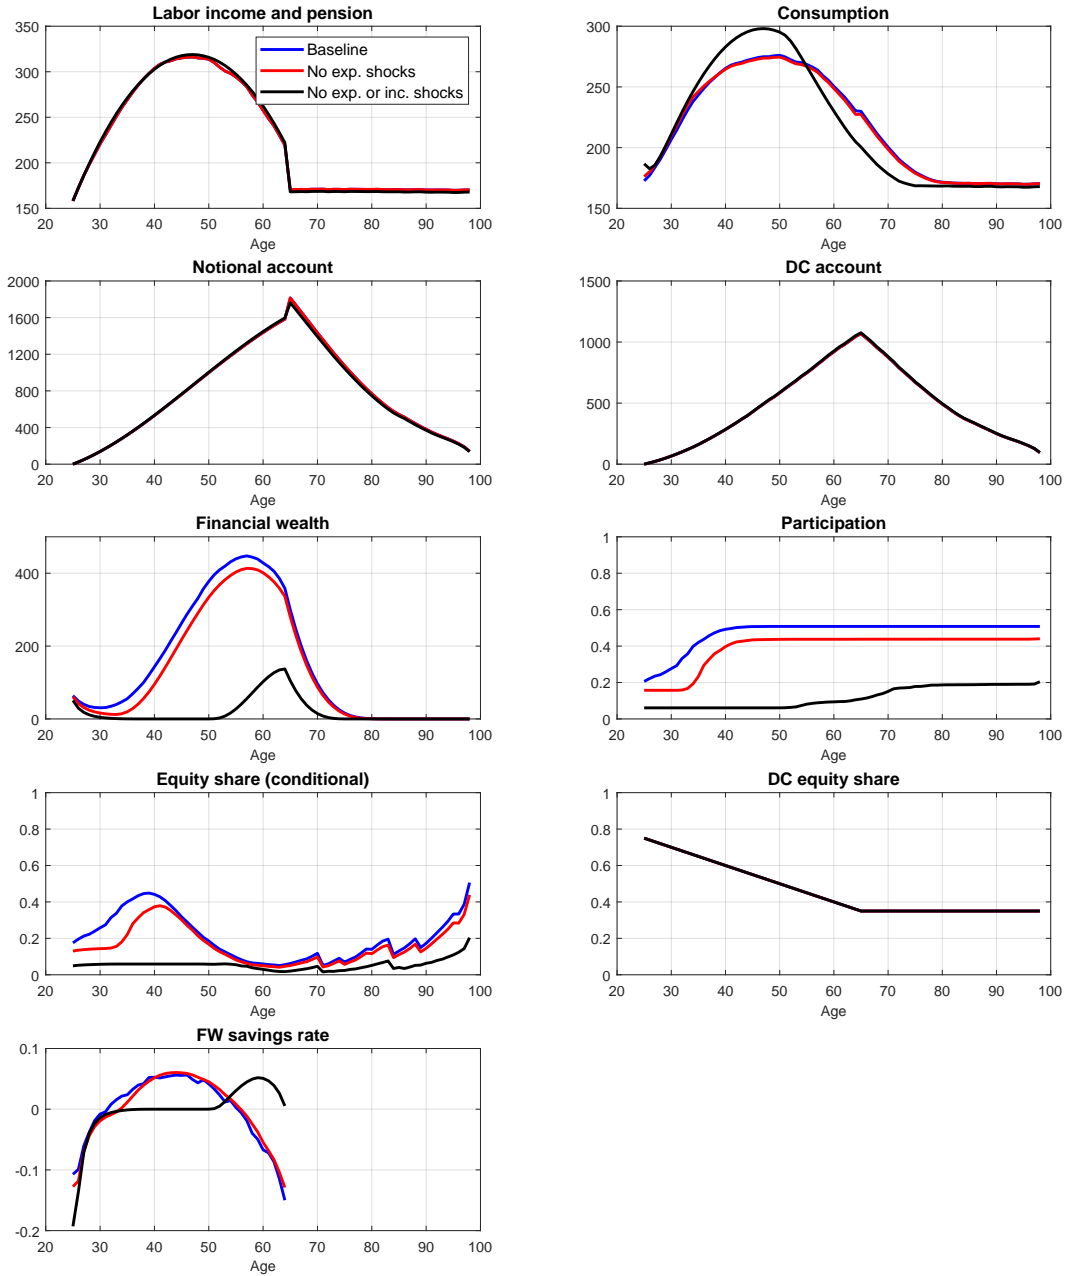 Labor income and pension
350
300
250
200
150
20 30 40 50 60 70 80 90 100
Age
Baseline
No exp. shocks
No exp. or inc. shocks
Consumption
300
250
200
150
20 30 40 50 60 70 80 90 100
Age
Notional account
2000
1600
1200
800
400
0
20 30 40 50 60 70 80 90 100
Age
DC account
1500
1000
500
0
20 30 40 50 60 70 80 90 100
Age
Financial wealth
400
200
0
20 30 40 50 60 70 80 90 100
Age
Participation
1
0.8
0.6
0.4
0.2
0
20 30 40 50 60 70 80 90 100
Age
Equity share (conditional)
1
0.8
0.6
0.4
0.2
0
20 30 40 50 60 70 80 90 100
Age
DC equity share
1
0.8
0.6
0.4
0.2
0
20 30 40 50 60 70 80 90 100
Age
FW savings rate
0.1
0
-0.1
-0.2
20 30 40 50 60 70 80 90 100
Age